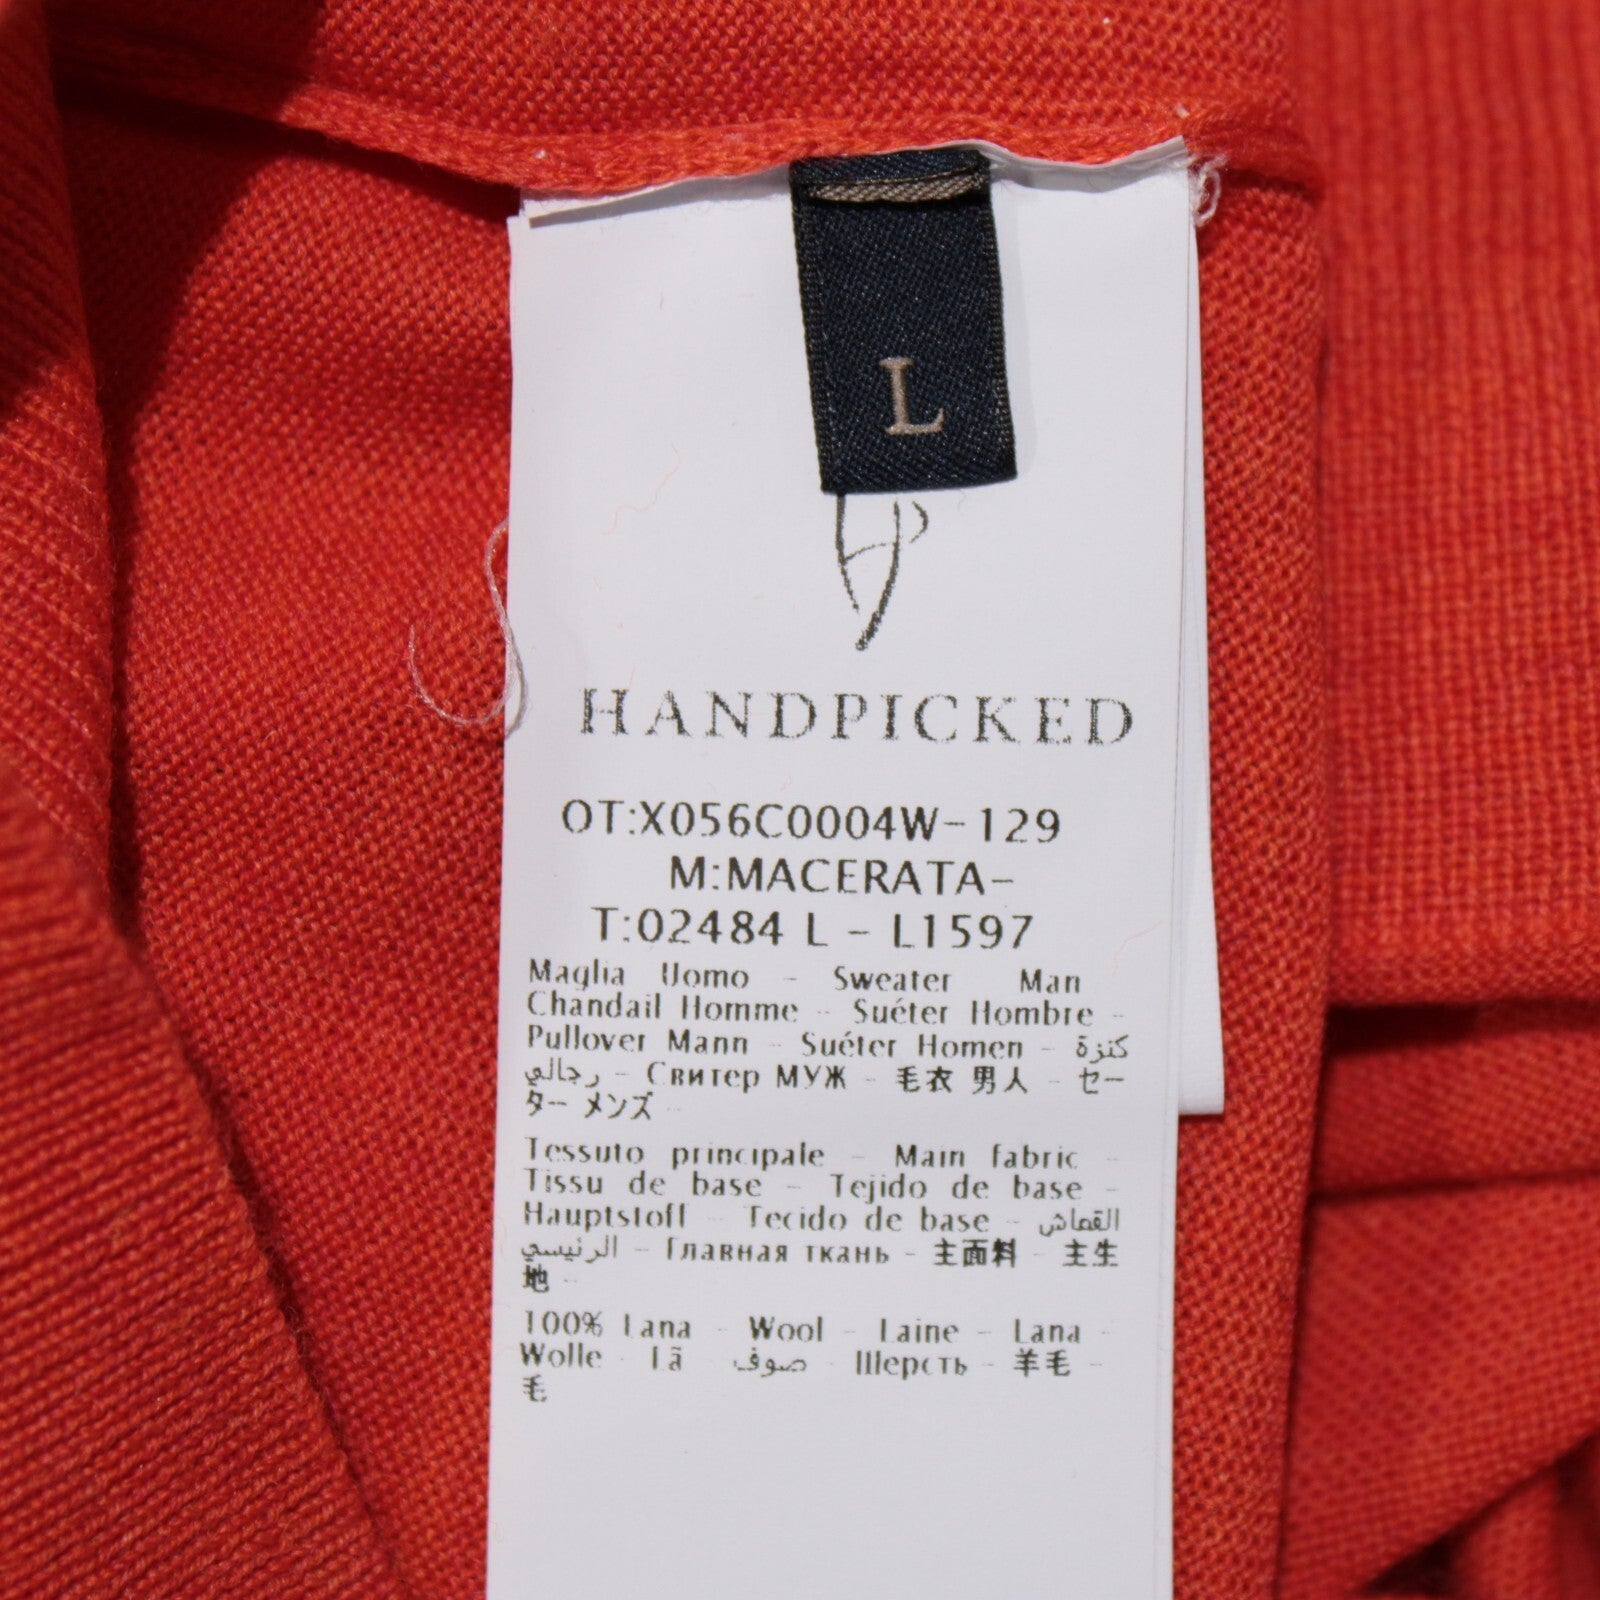 L
HANDPICKED
OT:X056C0004W-129
M:MACERATA-
T:02484 L - L1597
Maglia Uomo - Sweater Man
Chandail Homme - Suéter Hombre -
Pullover Mann - Suéter Homen - كنزة
رجالي - Свитер МУЖ - 毛衣 男人 - セー
ター メンズ -
Tessuto principale - Main fabric -
Tissu de base - Tejido de base -
Hauptstoff - Tecido de base - القماش
الرئيسي - Главная ткань - 主面料 - 主生
地 -
100% Lana - Wool - Laine - Lana -
Wolle - Lã - صوف - Шерсть - 羊毛 -
毛